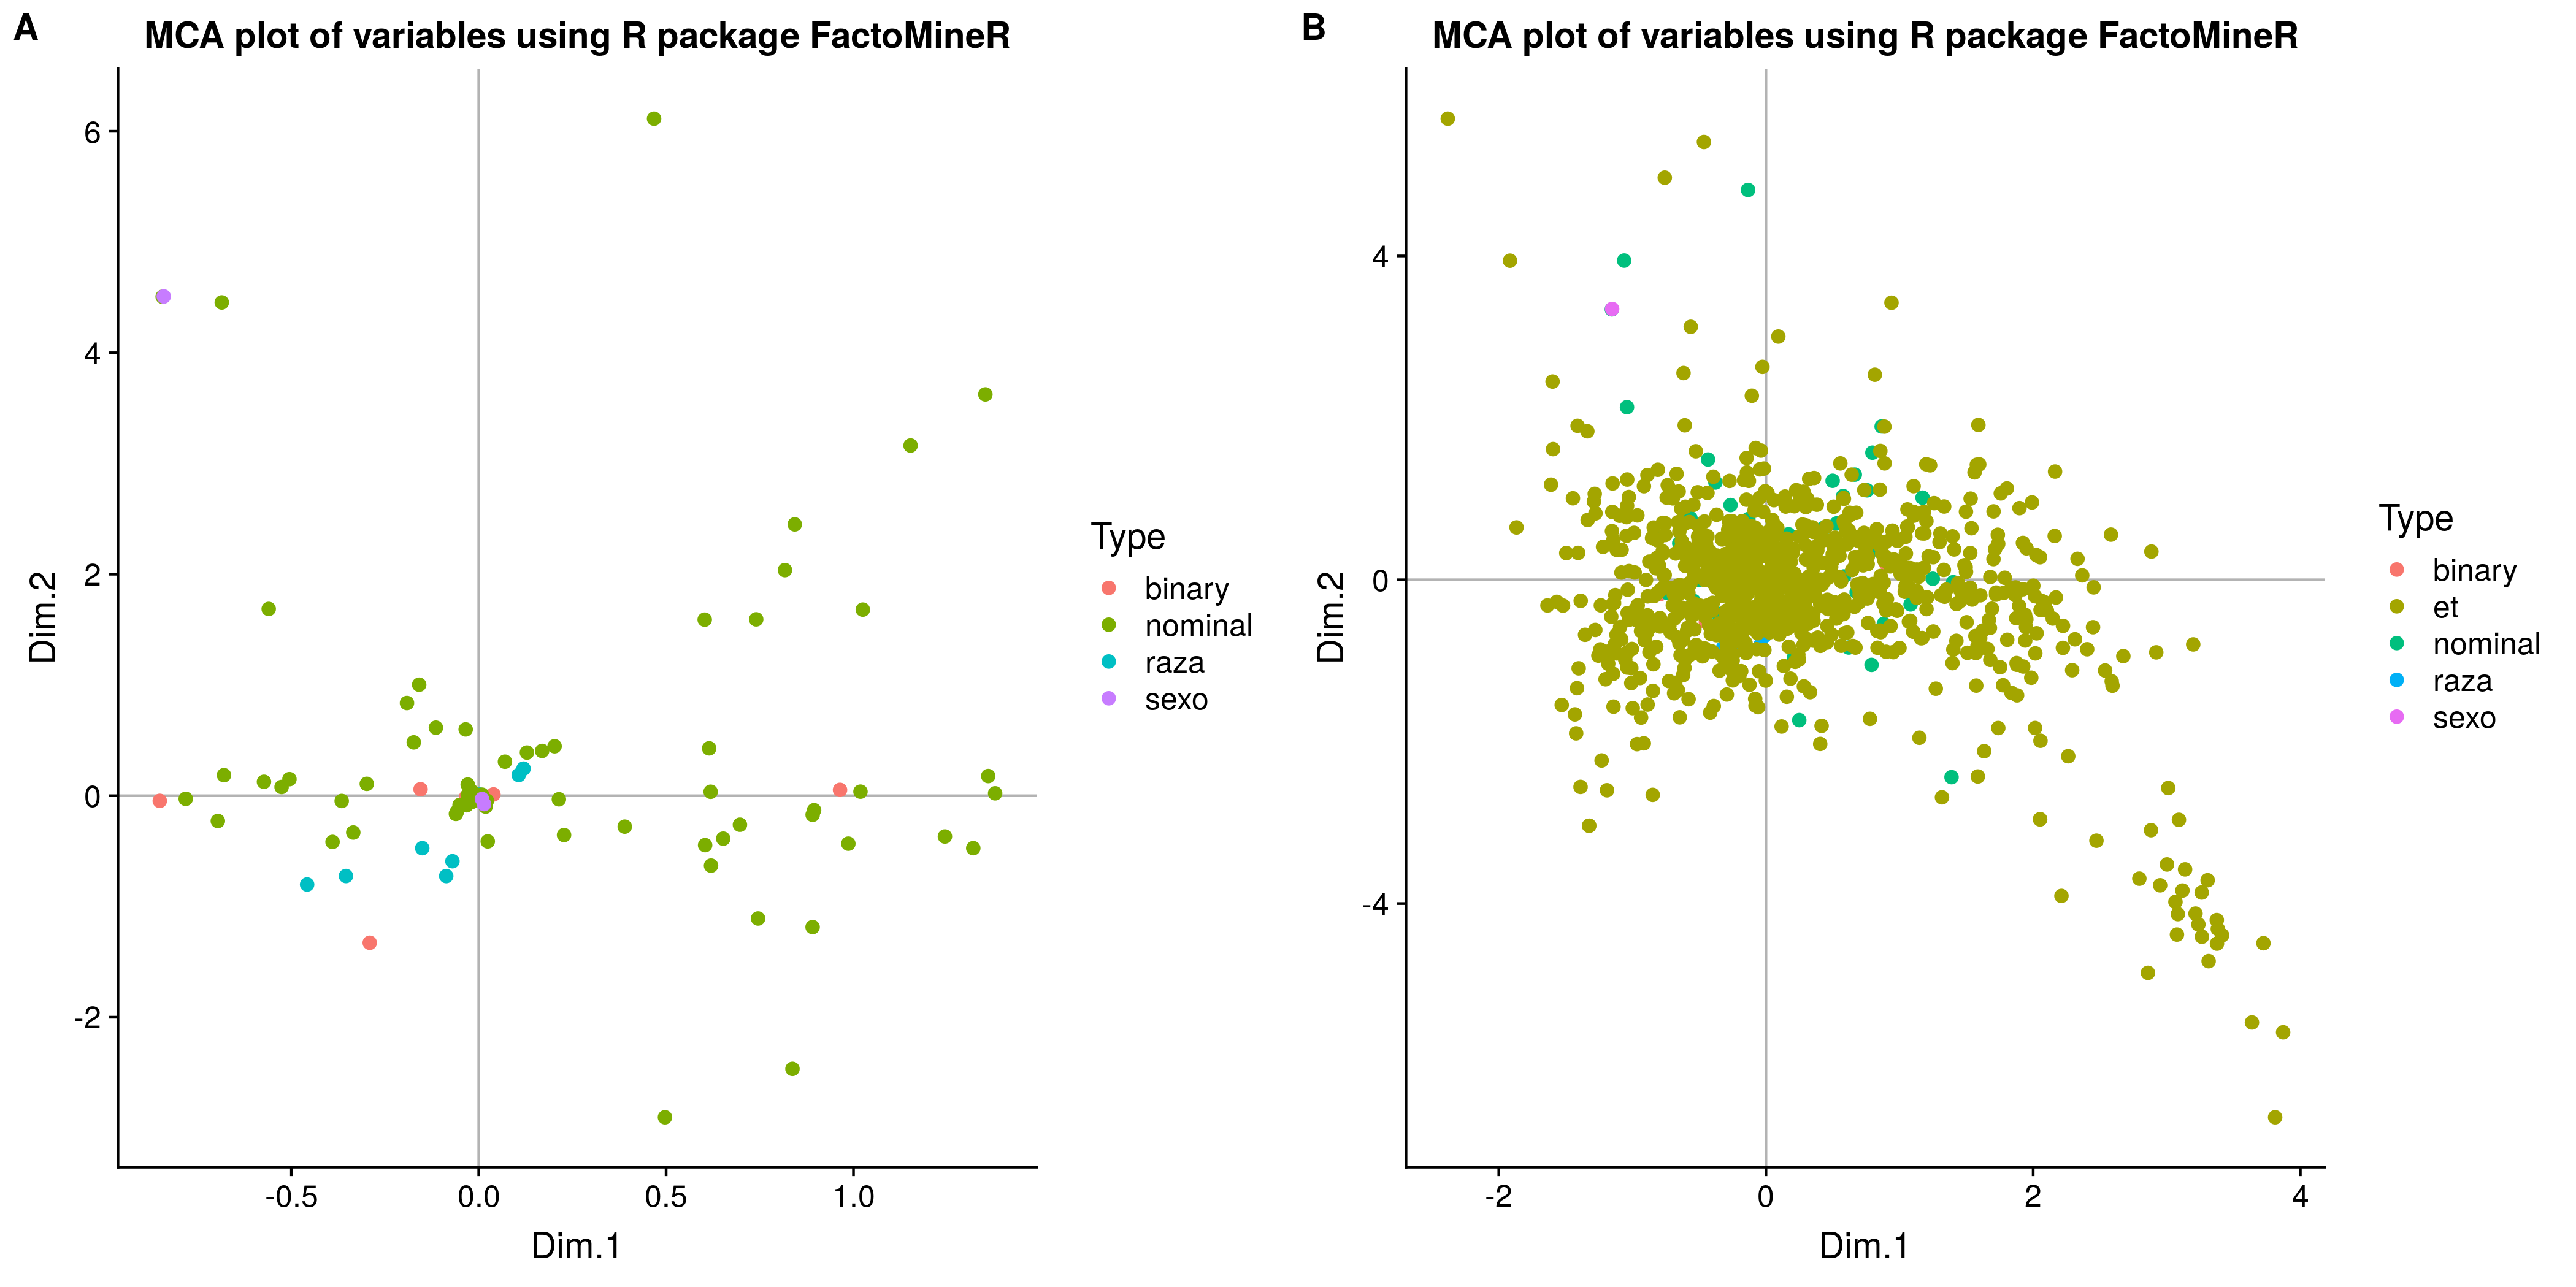 A
MCA plot of variables using R package FactoMineR
6
4
2
0
-2
-0.5
0.0
0.5
1.0
Dim.1
Dim.2
Type
binary
nominal
raza
sexo
B
MCA plot of variables using R package FactoMineR
4
0
-4
-2
0
2
4
Dim.1
Dim.2
Type
binary
et
nominal
raza
sexo